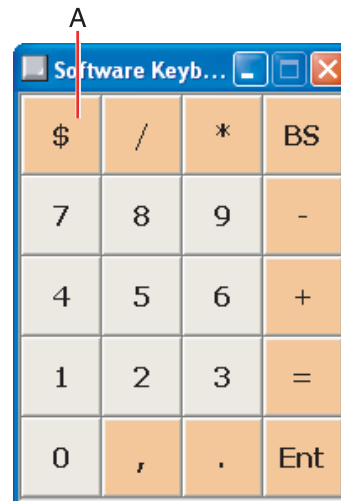 A
Software Keyb...
$ / * BS
7 8 9 -
4 5 6 +
1 2 3 =
0 , . Ent